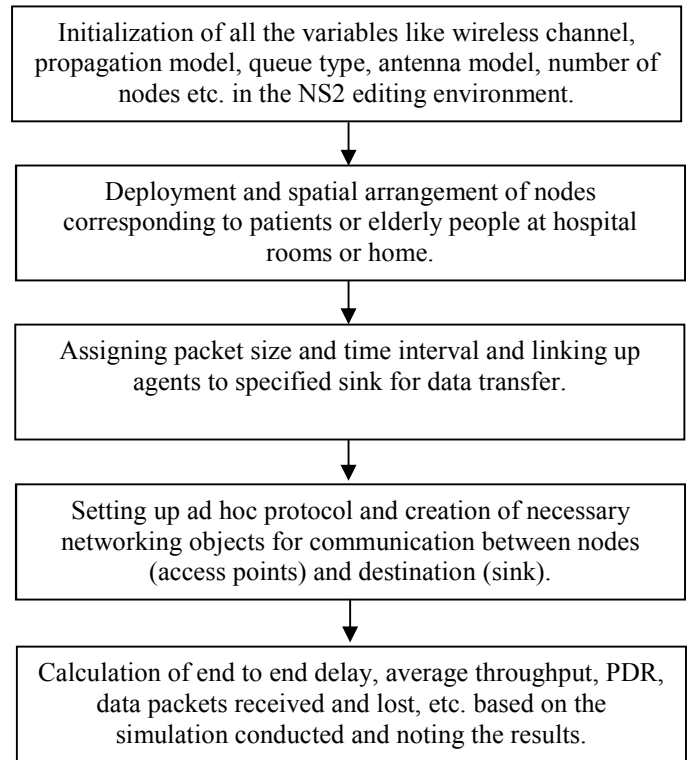 Initialization of all the variables like wireless channel,
propagation model, queue type, antenna model, number of
nodes etc. in the NS2 editing environment.
Deployment and spatial arrangement of nodes
corresponding to patients or elderly people at hospital
rooms or home.
Assigning packet size and time interval and linking up
agents to specified sink for data transfer.
Setting up ad hoc protocol and creation of necessary
networking objects for communication between nodes
(access points) and destination (sink).
Calculation of end to end delay, average throughput, PDR,
data packets received and lost, etc. based on the
simulation conducted and noting the results.